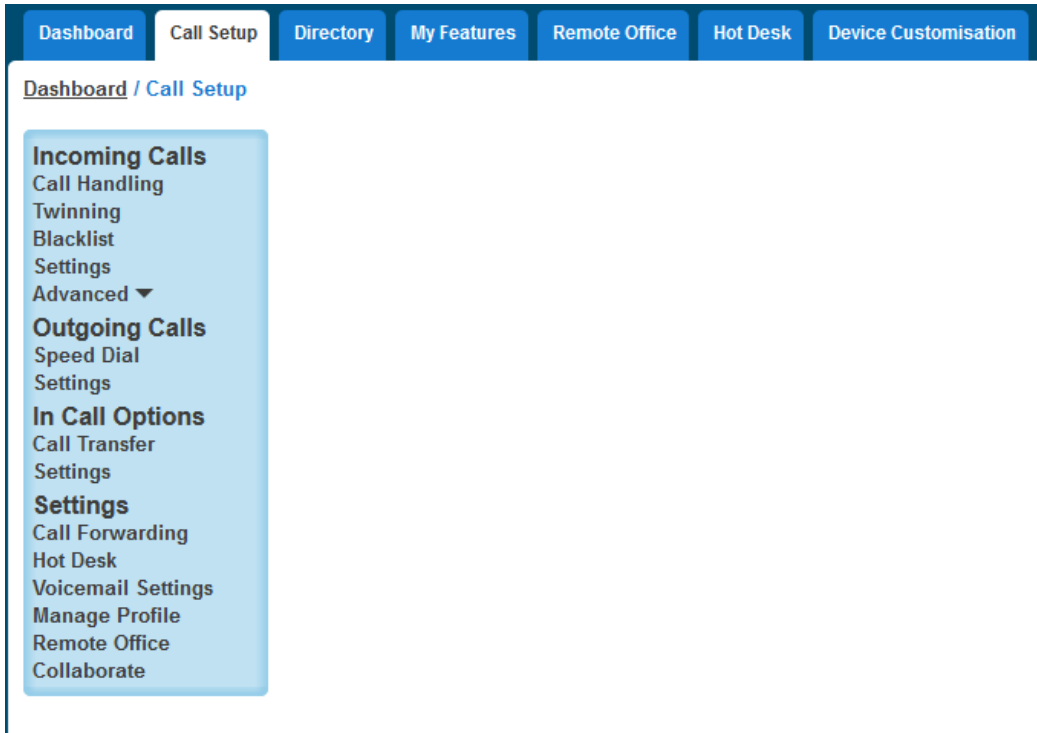 Dashboard Call Setup Directory My Features Remote Office Hot Desk Device Customisation
Dashboard / Call Setup
Incoming Calls
Call Handling
Twinning
Blacklist
Settings
Advanced
Outgoing Calls
Speed Dial
Settings
In Call Options
Call Transfer
Settings
Settings
Call Forwarding
Hot Desk
Voicemail Settings
Manage Profile
Remote Office
Collaborate